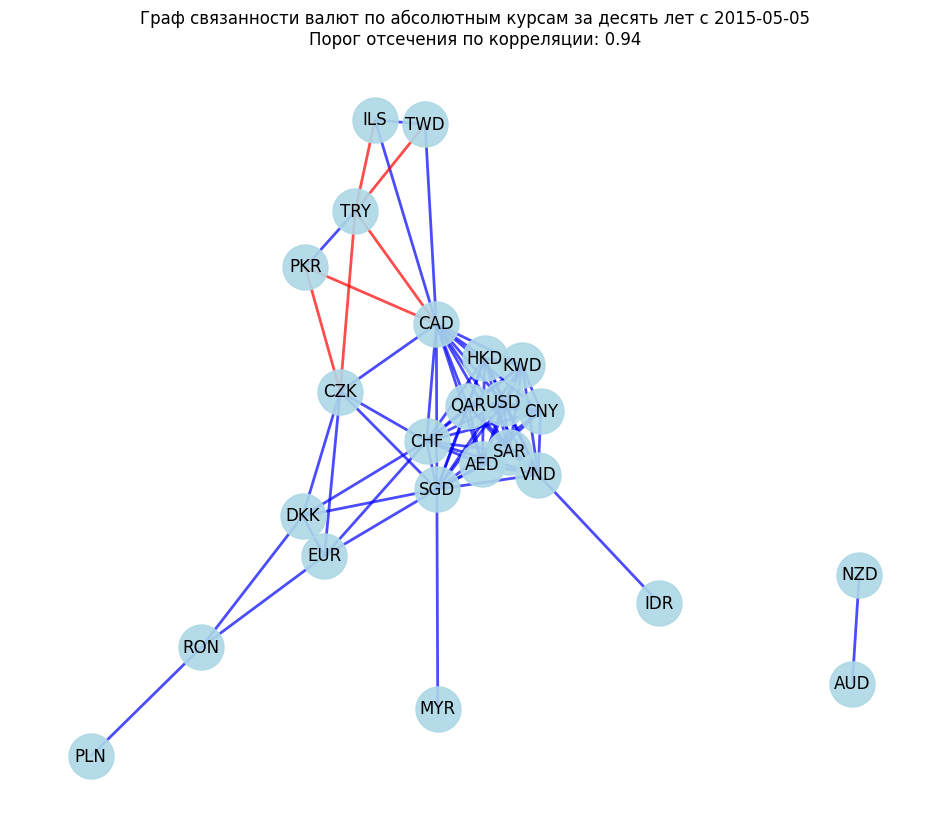 Граф связанности валют по абсолютным курсам за десять лет с 2015-05-05
Порог отсечения по корреляции: 0.94
ILS
TWD
TRY
PKR
CAD
HKD
KWD
CZK
QAR
USD
CNY
CHF
SAR
AED
VND
SGD
DKK
EUR
NZD
IDR
RON
AUD
MYR
PLN